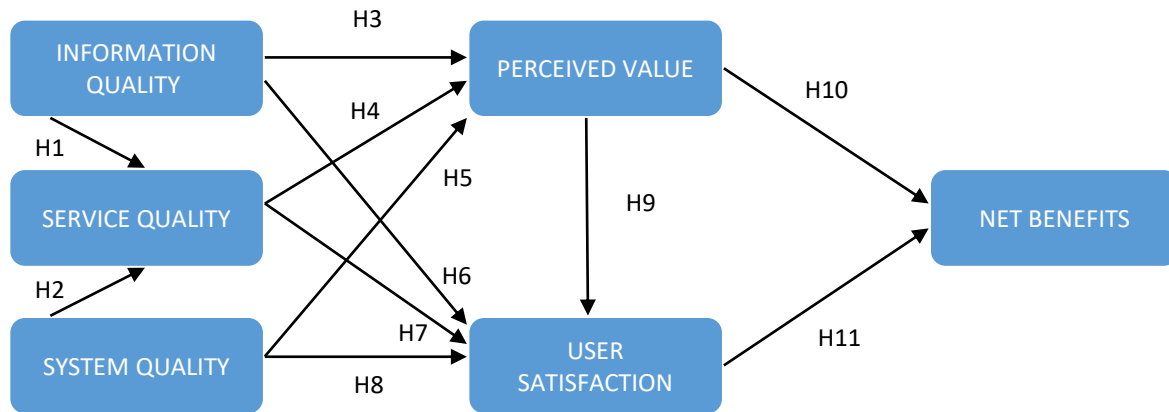 H3
INFORMATION
QUALITY
PERCEIVED VALUE
H10
H4
H1
H5
SERVICE QUALITY
H9
NET BENEFITS
H6
H2
H7
H11
SYSTEM QUALITY
USER
SATISFACTION
H8